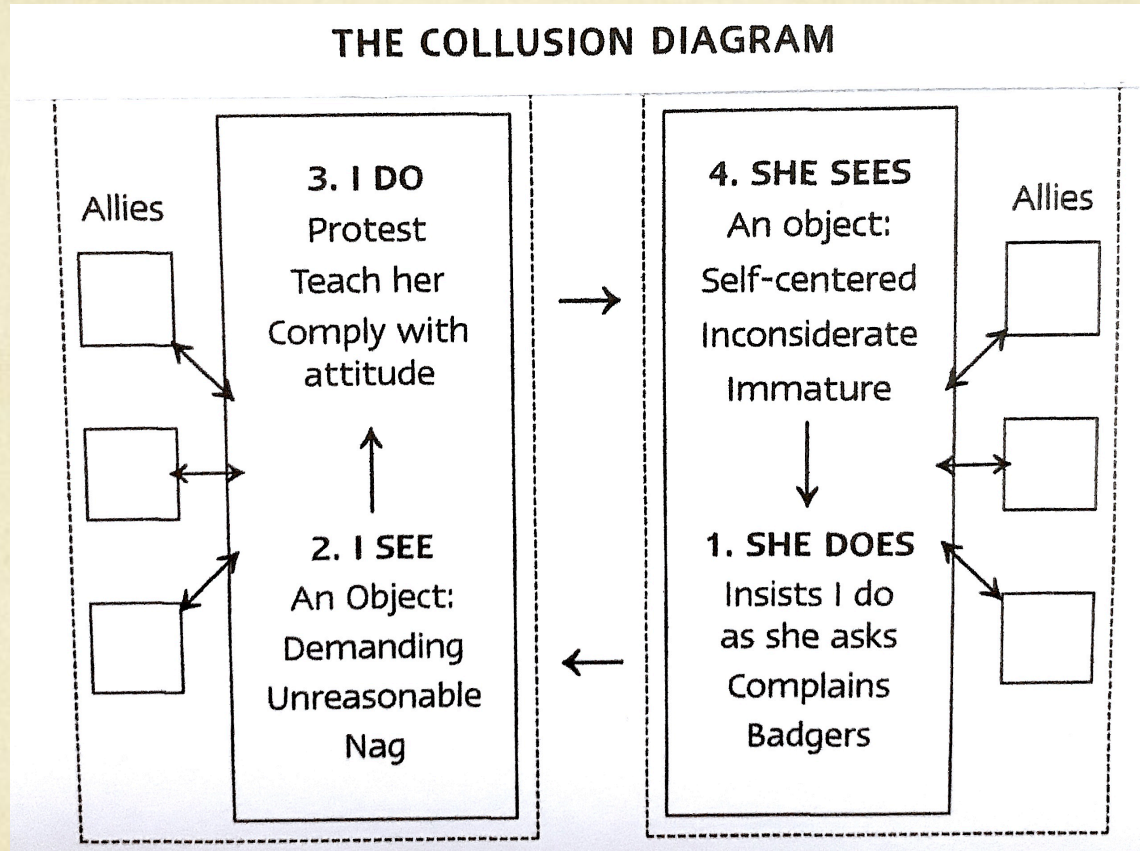 THE COLLUSION DIAGRAM
Allies
3. I DO
Protest
Teach her
Comply with
attitude
2. I SEE
An Object:
Demanding
Unreasonable
Nag
4. SHE SEES
An object:
Self-centered
Inconsiderate
Immature
1. SHE DOES
Insists I do
as she asks
Complains
Badgers
Allies